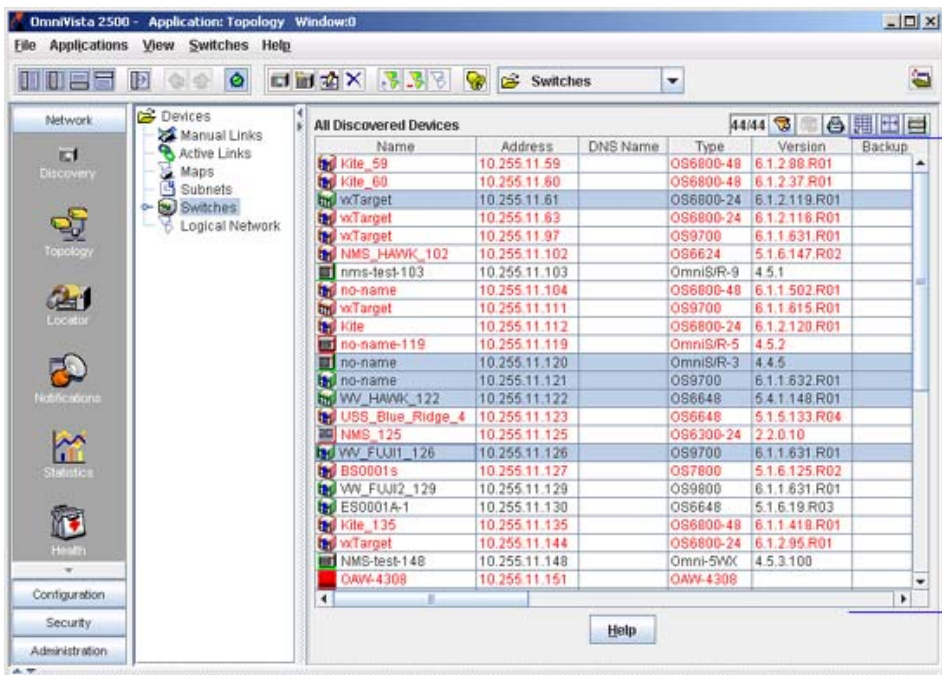 OmniVista 2500 - Application: Topology Window:0
File Applications View Switches Help
Switches
Network
Discovery
Topology
Locator
Notifications
Statistics
Health
Configuration
Security
Administration
Devices
Manual Links
Active Links
Maps
Subnets
Switches
Logical Network
All Discovered Devices 44/44
Name Address DNS Name Type Version Backup
Kite_59 10.255.11.59 OS6800-48 6.1.2.88.R01
Kite_60 10.255.11.60 OS6800-48 6.1.2.37.R01
vxTarget 10.255.11.61 OS6800-24 6.1.2.119.R01
vxTarget 10.255.11.63 OS6800-24 6.1.2.116.R01
vxTarget 10.255.11.97 OS9700 6.1.1.631.R01
NMS_HAWK_102 10.255.11.102 OS6624 5.1.6.147.R02
nms-test-103 10.255.11.103 OmniS/R-9 4.5.1
no-name 10.255.11.104 OS6800-48 6.1.1.502.R01
vxTarget 10.255.11.111 OS9700 6.1.1.615.R01
Kite 10.255.11.112 OS6800-24 6.1.2.120.R01
no-name-119 10.255.11.119 OmniS/R-5 4.5.2
no-name 10.255.11.120 OmniS/R-3 4.4.5
no-name 10.255.11.121 OS9700 6.1.1.632.R01
WV_HAWK_122 10.255.11.122 OS6648 5.4.1.148.R01
USS_Blue_Ridge_4 10.255.11.123 OS6648 5.1.5.133.R04
NMS_125 10.255.11.125 OS6300-24 2.2.0.10
VW_FUJI1_126 10.255.11.126 OS9700 6.1.1.631.R01
BS0001s 10.255.11.127 OS7800 5.1.6.125.R02
VW_FUJI2_129 10.255.11.129 OS9800 6.1.1.631.R01
ES0001A-1 10.255.11.130 OS6648 5.1.6.19.R03
Kite_135 10.255.11.135 OS6800-48 6.1.1.418.R01
vxTarget 10.255.11.144 OS6800-24 6.1.2.95.R01
NMS-test-148 10.255.11.148 Omni-5WX 4.5.3.100
OAW-4308 10.255.11.151 OAW-4308
Help